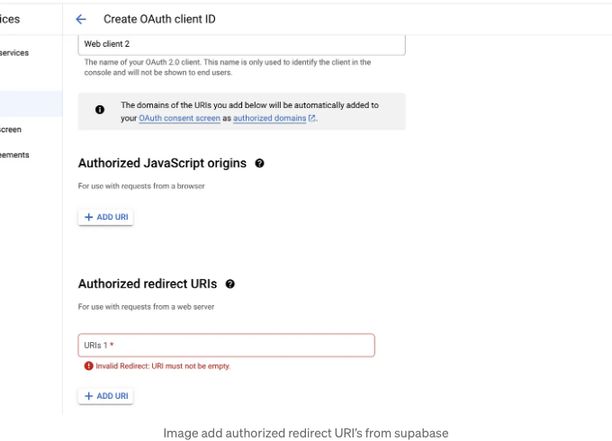 ices
Create OAuth client ID
services
Web client 2
The name of your OAuth 2.0 client. This name is only used to identify the client in the
console and will not be shown to end users.
The domains of the URIs you add below will be automatically added to
your OAuth consent screen as authorized domains.
screen
eements
Authorized JavaScript origins
For use with requests from a browser
+ ADD URI
Authorized redirect URIs
For use with requests from a web server
URIs 1 *
Invalid Redirect: URI must not be empty.
+ ADD URI
Image add authorized redirect URI's from supabase